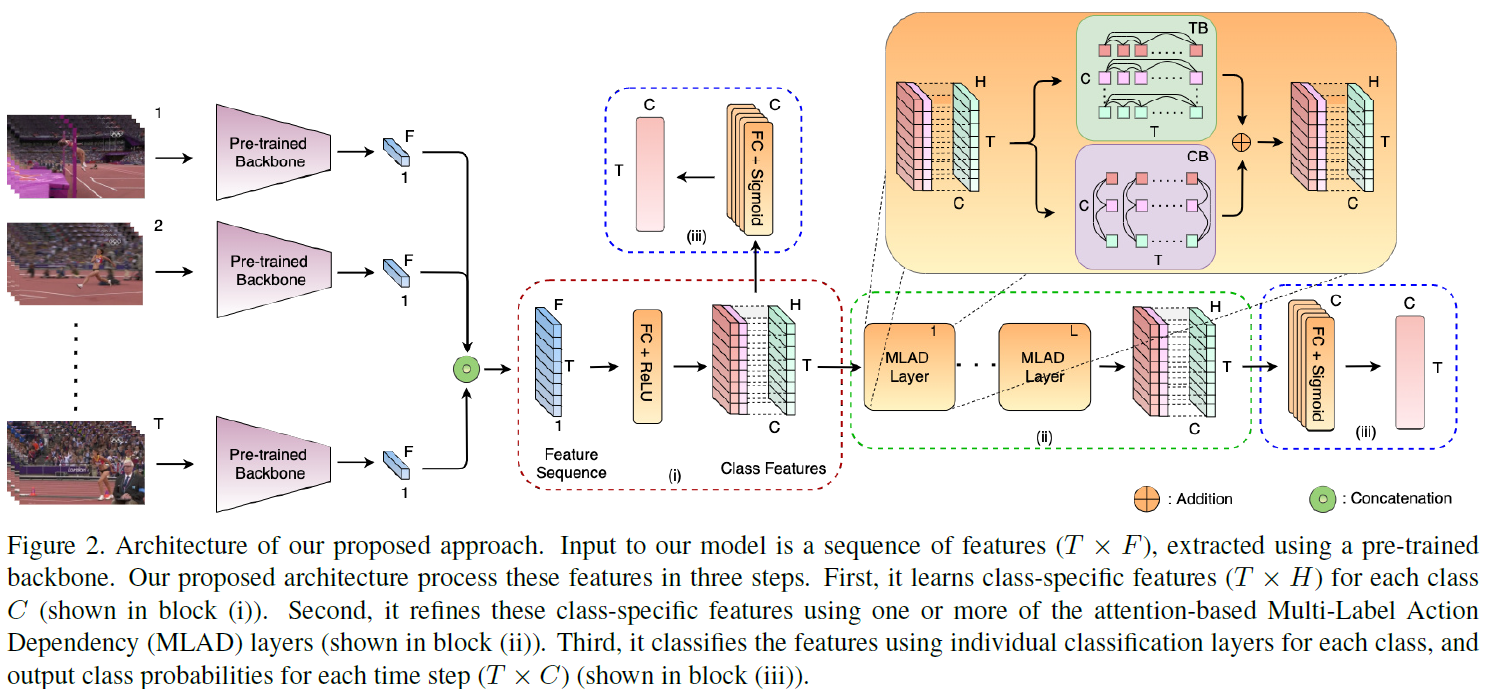 1
Pre-trained
Backbone
F
1
2
Pre-trained
Backbone
F
1
T
Pre-trained
Backbone
F
1
C
T
C
FC + Sigmoid
(iii)
F
T
1
Feature
Sequence
FC + ReLU
H
T
C
Class Features
(i)
H
T
C
TB
C
T
CB
C
T
H
T
C
1
MLAD
Layer
L
MLAD
Layer
H
T
C
(ii)
C
FC + Sigmoid
C
T
(iii)
: Addition
: Concatenation
Figure 2. Architecture of our proposed approach. Input to our model is a sequence of features (T × F), extracted using a pre-trained
backbone. Our proposed architecture process these features in three steps. First, it learns class-specific features (T × H) for each class
C (shown in block (i)). Second, it refines these class-specific features using one or more of the attention-based Multi-Label Action
Dependency (MLAD) layers (shown in block (ii)). Third, it classifies the features using individual classification layers for each class, and
output class probabilities for each time step (T × C) (shown in block (iii)).